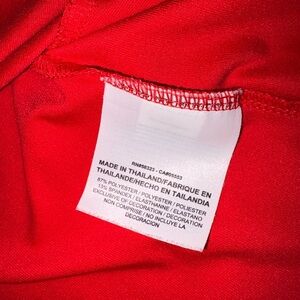 RN#56323 - CA#05553
MADE IN THAILAND/FABRIQUE EN
THAILANDE/HECHO EN TAILANDIA
87% POLYESTER / POLYESTER / POLIESTER
13% SPANDEX / ELASTHANNE / ELASTANO
EXCLUSIVE OF DECORATION / DECORATION
NON COMPRISE / NO INCLUYE LA
DECORACION